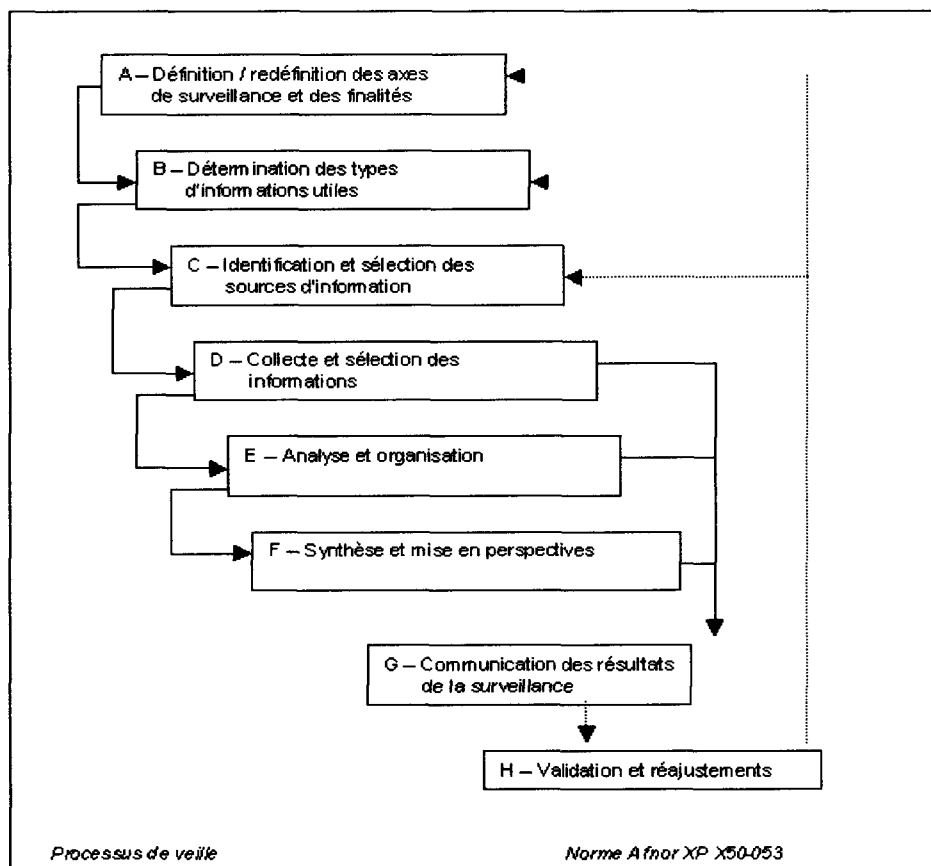 A – Définition / redéfinition des axes
de surveillance et des finalités
B – Détermination des types
d'informations utiles
C – Identification et sélection des
sources d'information
D – Collecte et sélection des
informations
E – Analyse et organisation
F – Synthèse et mise en perspectives
G – Communication des résultats
de la surveillance
H – Validation et réajustements
Processus de veille
Norme Afnor XP X50-053